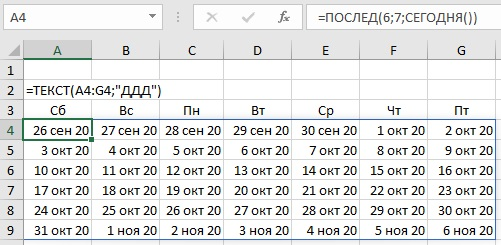 A4 =ПОСЛЕД(6;7;СЕГОДНЯ())
A B C D E F G
1
2 =ТЕКСТ(A4:G4;"ДДД")
3 Сб Вс Пн Вт Ср Чт Пт
4 26 сен 20 27 сен 20 28 сен 20 29 сен 20 30 сен 20 1 окт 20 2 окт 20
5 3 окт 20 4 окт 20 5 окт 20 6 окт 20 7 окт 20 8 окт 20 9 окт 20
6 10 окт 20 11 окт 20 12 окт 20 13 окт 20 14 окт 20 15 окт 20 16 окт 20
7 17 окт 20 18 окт 20 19 окт 20 20 окт 20 21 окт 20 22 окт 20 23 окт 20
8 24 окт 20 25 окт 20 26 окт 20 27 окт 20 28 окт 20 29 окт 20 30 окт 20
9 31 окт 20 1 ноя 20 2 ноя 20 3 ноя 20 4 ноя 20 5 ноя 20 6 ноя 20